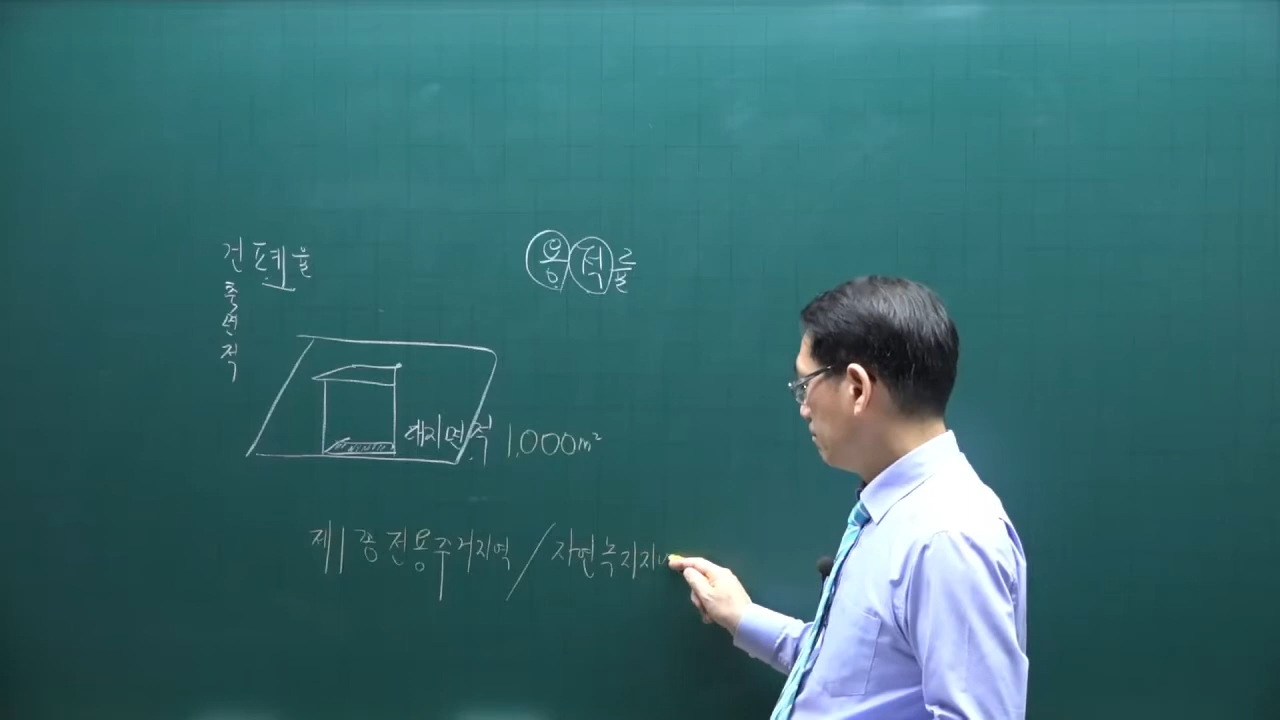 건폐율
축면적
용적률
대지면적 1,000m²
제1종전용주거지역 / 자연녹지지